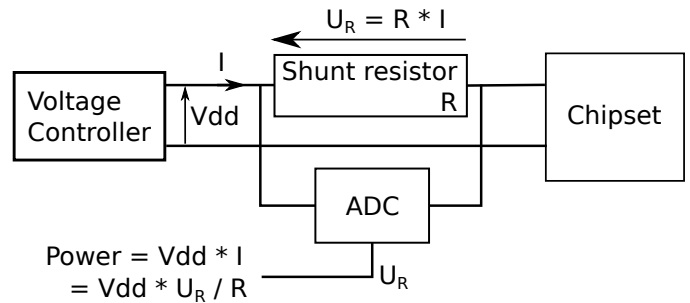 U_R = R * I
I
Shunt resistor
R
Voltage
Controller
Vdd
Chipset
ADC
Power = Vdd * I
= Vdd * U_R / R
U_R